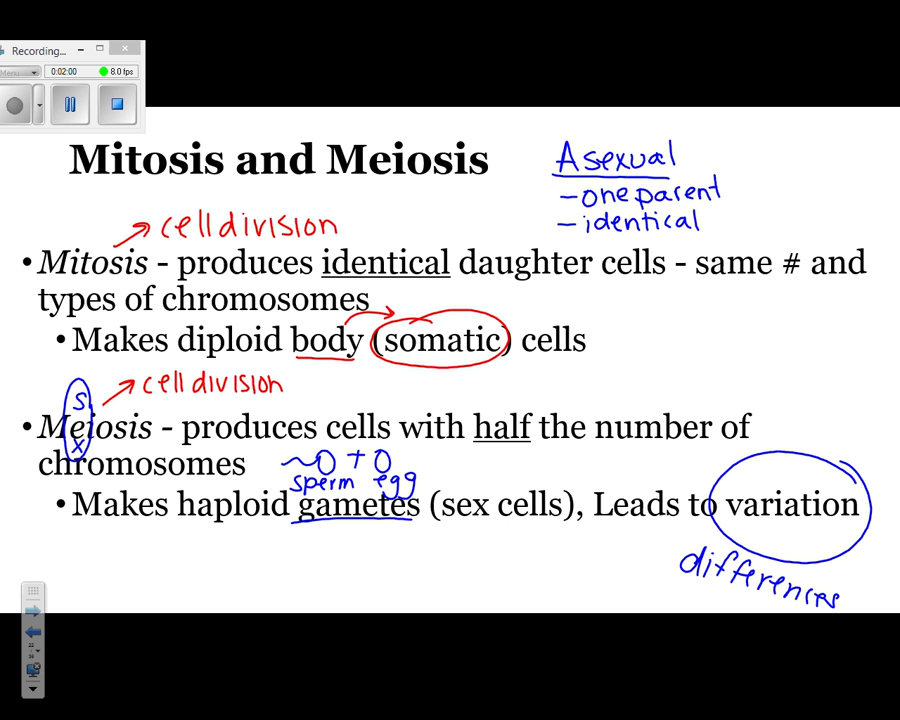 Recording...
Menu
0:02:00
8.0 fps
Mitosis and Meiosis
Asexual
- one parent
- identical
cell division
• Mitosis - produces identical daughter cells - same # and
types of chromosomes
• Makes diploid body (somatic) cells
cell division
S
• Meiosis - produces cells with half the number of
X
chromosomes
+
sperm egg
• Makes haploid gametes (sex cells), Leads to variation
differences